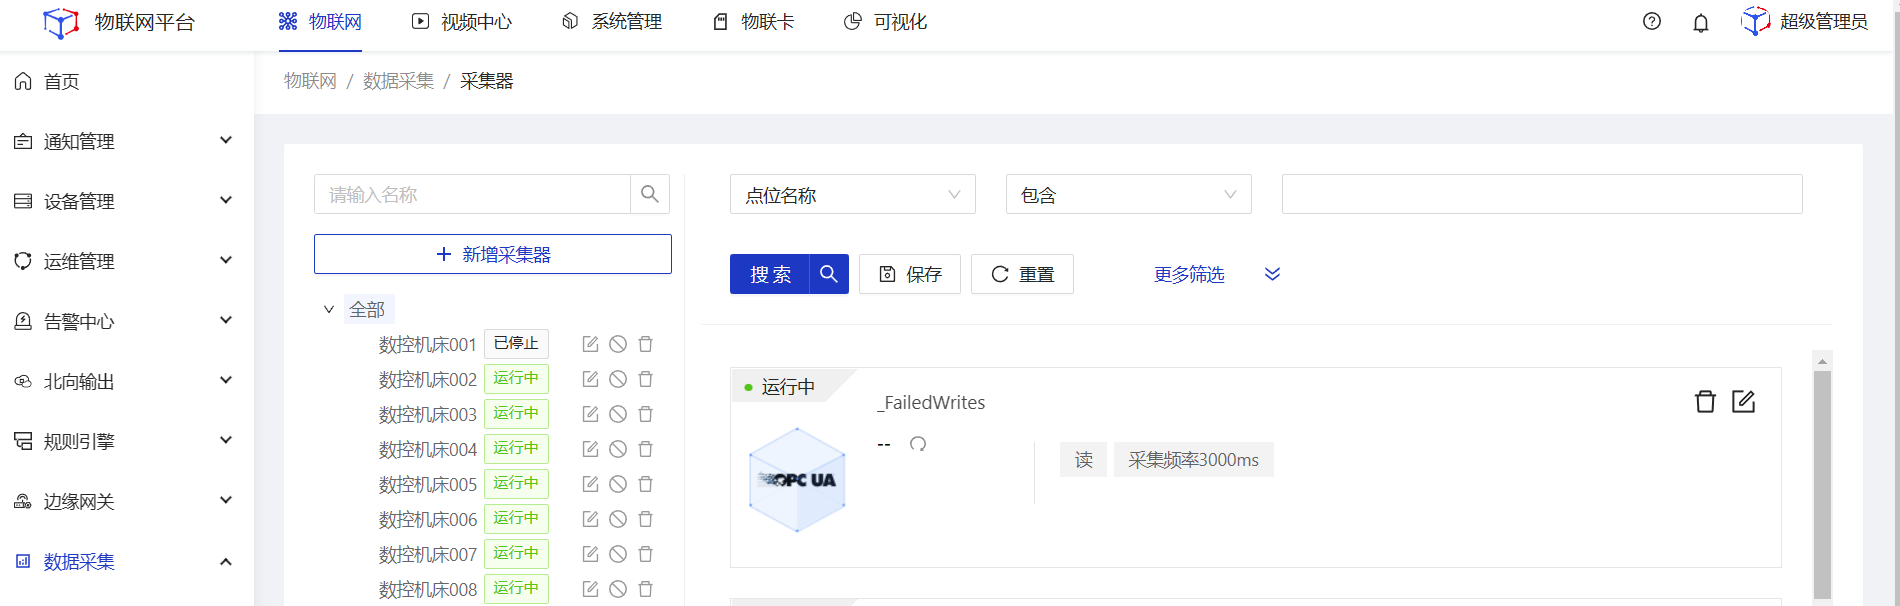 物联网平台
物联网
视频中心
系统管理
物联卡
可视化
超级管理员
首页
通知管理
设备管理
运维管理
告警中心
北向输出
规则引擎
边缘网关
数据采集
物联网 / 数据采集 / 采集器
请输入名称
新增采集器
全部
数控机床001 已停止
数控机床002 运行中
数控机床003 运行中
数控机床004 运行中
数控机床005 运行中
数控机床006 运行中
数控机床007 运行中
数控机床008 运行中
点位名称
包含
搜索
保存
重置
更多筛选
运行中
_FailedWrites
--
OPC UA
读
采集频率3000ms